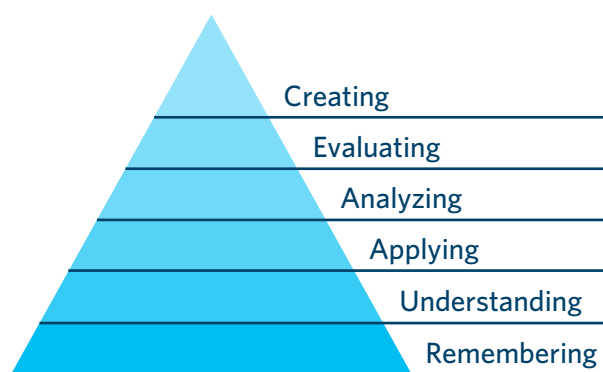 Creating
Evaluating
Analyzing
Applying
Understanding
Remembering